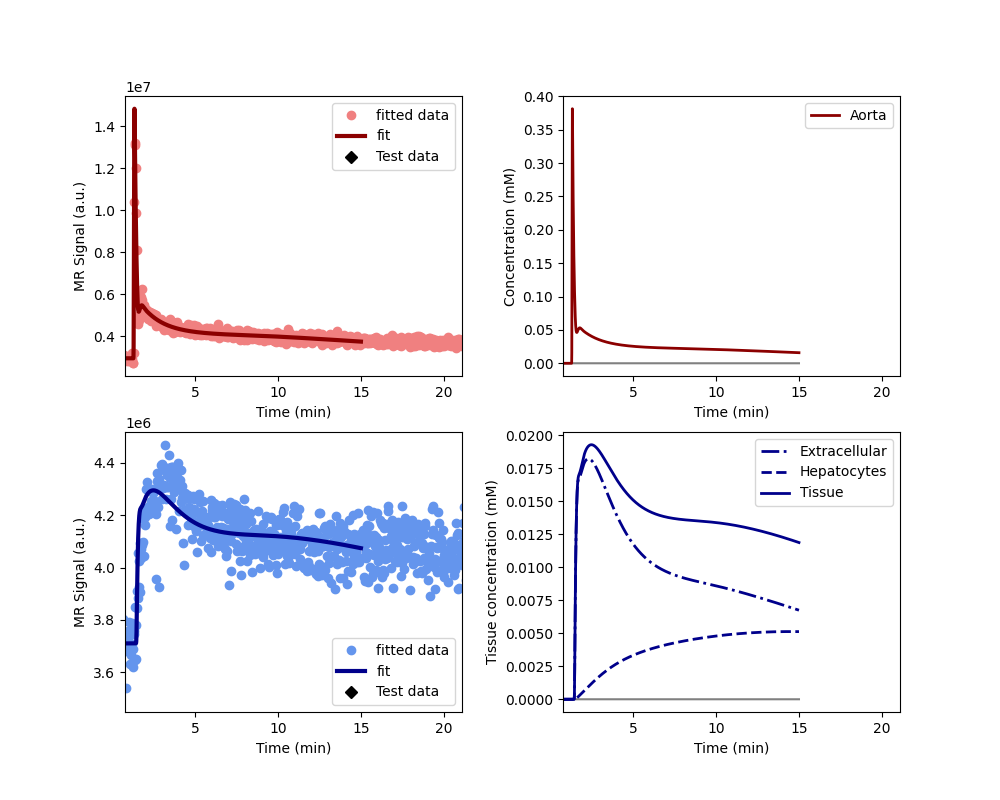 1e7
MR Signal (a.u.)
1.4
1.2
1.0
0.8
0.6
0.4
fitted data
fit
Test data
5
10
15
20
Time (min)
Concentration (mM)
0.40
0.35
0.30
0.25
0.20
0.15
0.10
0.05
0.00
Aorta
5
10
15
20
Time (min)
1e6
MR Signal (a.u.)
4.4
4.2
4.0
3.8
3.6
fitted data
fit
Test data
5
10
15
20
Time (min)
Tissue concentration (mM)
0.0200
0.0175
0.0150
0.0125
0.0100
0.0075
0.0050
0.0025
0.0000
Extracellular
Hepatocytes
Tissue
5
10
15
20
Time (min)